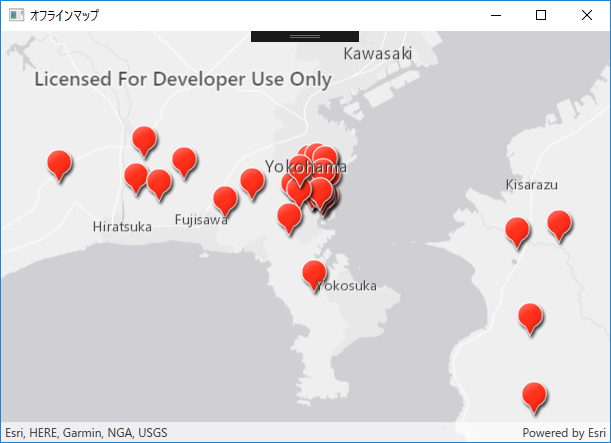 オフラインマップ
Kawasaki
Licensed For Developer Use Only
Yokohama
Kisarazu
Hiratsuka
Fujisawa
Yokosuka
Esri, HERE, Garmin, NGA, USGS
Powered by Esri